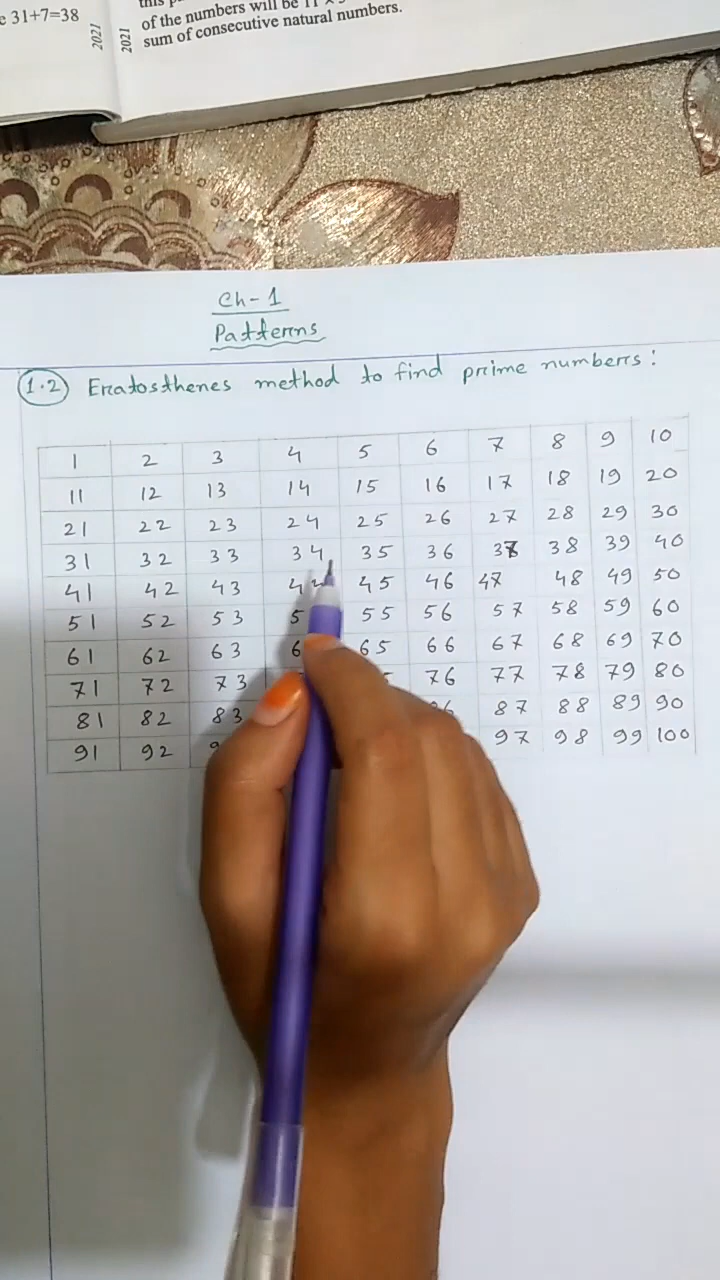 e 31+7=38
2021
2021
of the numbers will be 11 ×
sum of consecutive natural numbers.
Ch-1
Patterns
1.2 Eratosthenes method to find prime numbers:
1 2 3 4 5 6 7 8 9 10
11 12 13 14 15 16 17 18 19 20
21 22 23 24 25 26 27 28 29 30
31 32 33 34 35 36 37 38 39 40
41 42 43 44 45 46 47 48 49 50
51 52 53 55 56 57 58 59 60
61 62 63 65 66 67 68 69 70
71 72 73 76 77 78 79 80
81 82 83 87 88 89 90
91 92 97 98 99 100